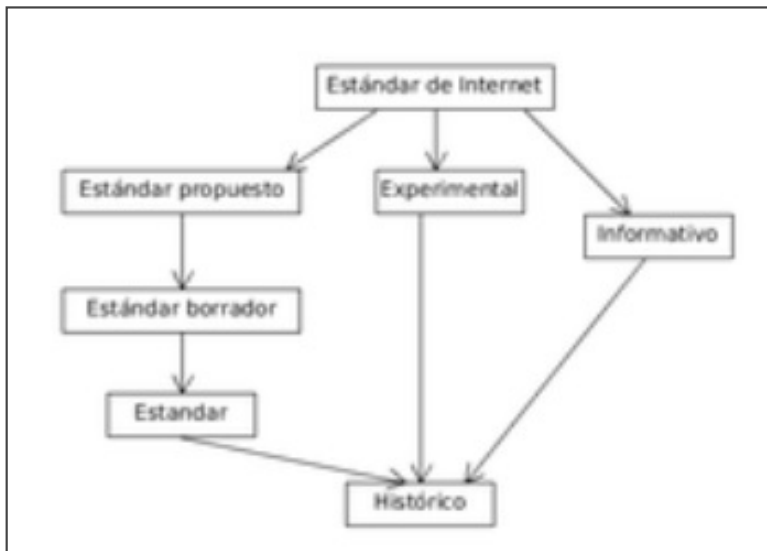 Estándar de Internet
Estándar propuesto
Experimental
Informativo
Estándar borrador
Estandar
Histórico